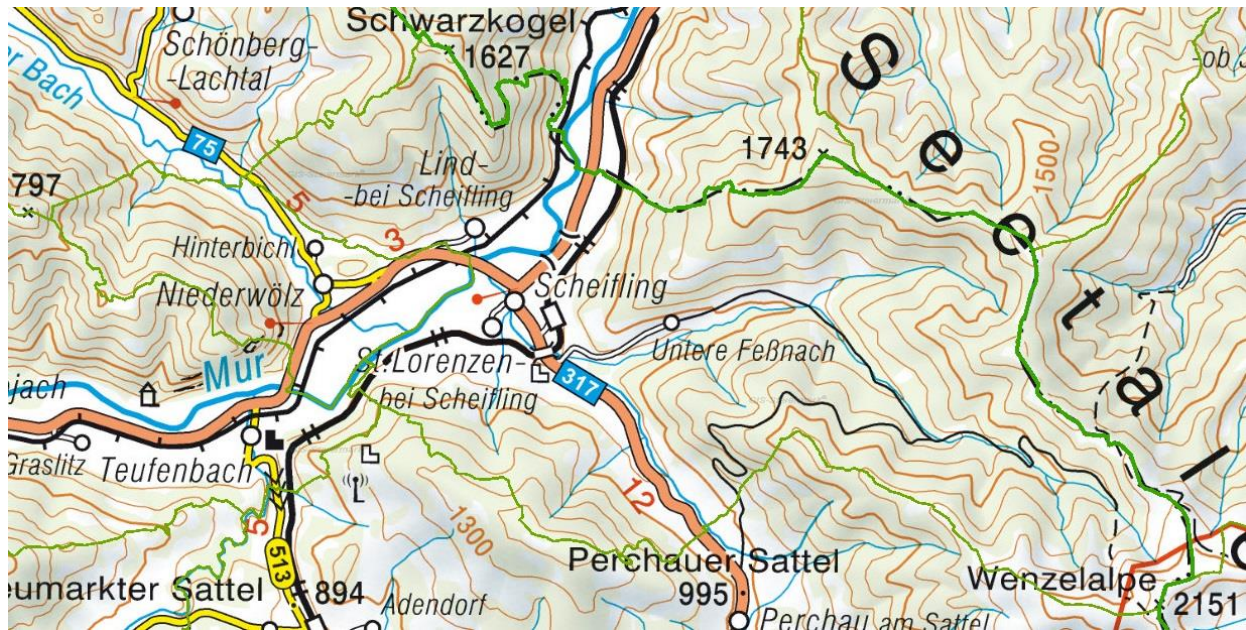 Schwarzkogel
1627
Schönberg-
-Lachtal
er Bach
75
-ob
S
e
e
t
a
l
1743
1500
797
Lind-
-bei Scheifling
5
3
Hinterbichl
Niederwölz
Scheifling
Untere Feßnach
St.Lorenzen-
bei Scheifling
317
Mur
jach
Graslitz
Teufenbach
12
5
1300
513
Perchauer Sattel
995
Wenzelalpe
2151
eumarkter Sattel
894
Adendorf
Perchau am Sattel